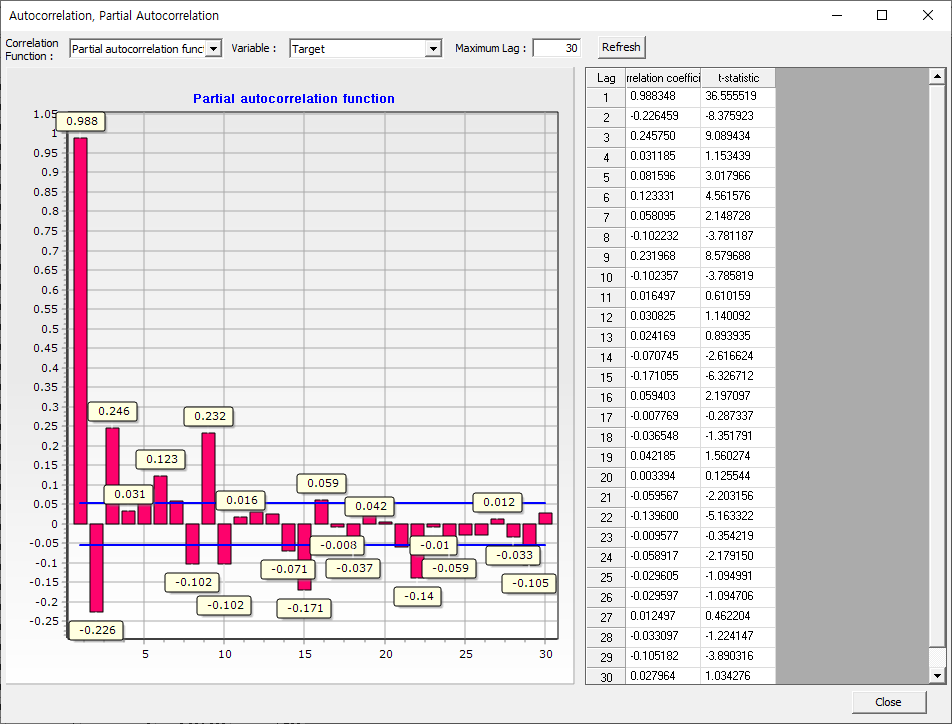 Autocorrelation, Partial Autocorrelation
Correlation Function :
Partial autocorrelation func
Variable :
Target
Maximum Lag :
30
Refresh
Partial autocorrelation function
1.05
1
0.95
0.9
0.85
0.8
0.75
0.7
0.65
0.6
0.55
0.5
0.45
0.4
0.35
0.3
0.25
0.2
0.15
0.1
0.05
0
-0.05
-0.1
-0.15
-0.2
-0.25
0.988
0.246
0.232
0.123
0.031
0.016
0.059
0.042
0.012
-0.008
-0.01
-0.033
-0.071
-0.037
-0.059
-0.102
-0.105
-0.102
-0.171
-0.14
-0.226
5
10
15
20
25
30
Lag rrelation coeffici t-statistic
1 0.988348 36.555519
2 -0.226459 -8.375923
3 0.245750 9.089434
4 0.031185 1.153439
5 0.081596 3.017966
6 0.123331 4.561576
7 0.058095 2.148728
8 -0.102232 -3.781187
9 0.231968 8.579688
10 -0.102357 -3.785819
11 0.016497 0.610159
12 0.030825 1.140092
13 0.024169 0.893935
14 -0.070745 -2.616624
15 -0.171055 -6.326712
16 0.059403 2.197097
17 -0.007769 -0.287337
18 -0.036548 -1.351791
19 0.042185 1.560274
20 0.003394 0.125544
21 -0.059567 -2.203156
22 -0.139600 -5.163322
23 -0.009577 -0.354219
24 -0.058917 -2.179150
25 -0.029605 -1.094991
26 -0.029597 -1.094706
27 0.012497 0.462204
28 -0.033097 -1.224147
29 -0.105182 -3.890316
30 0.027964 1.034276
Close